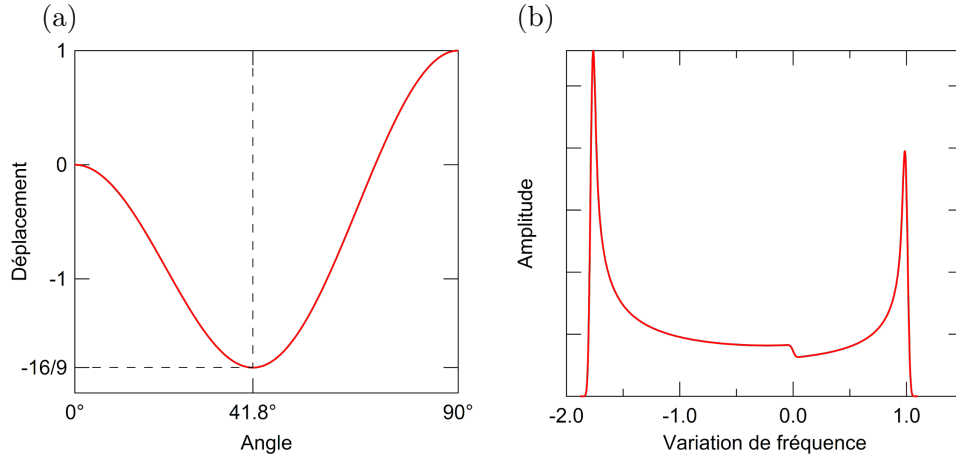 (a)
1
0
-1
-16/9
Déplacement
0° 41.8° 90°
Angle
(b)
Amplitude
-2.0 -1.0 0.0 1.0
Variation de fréquence